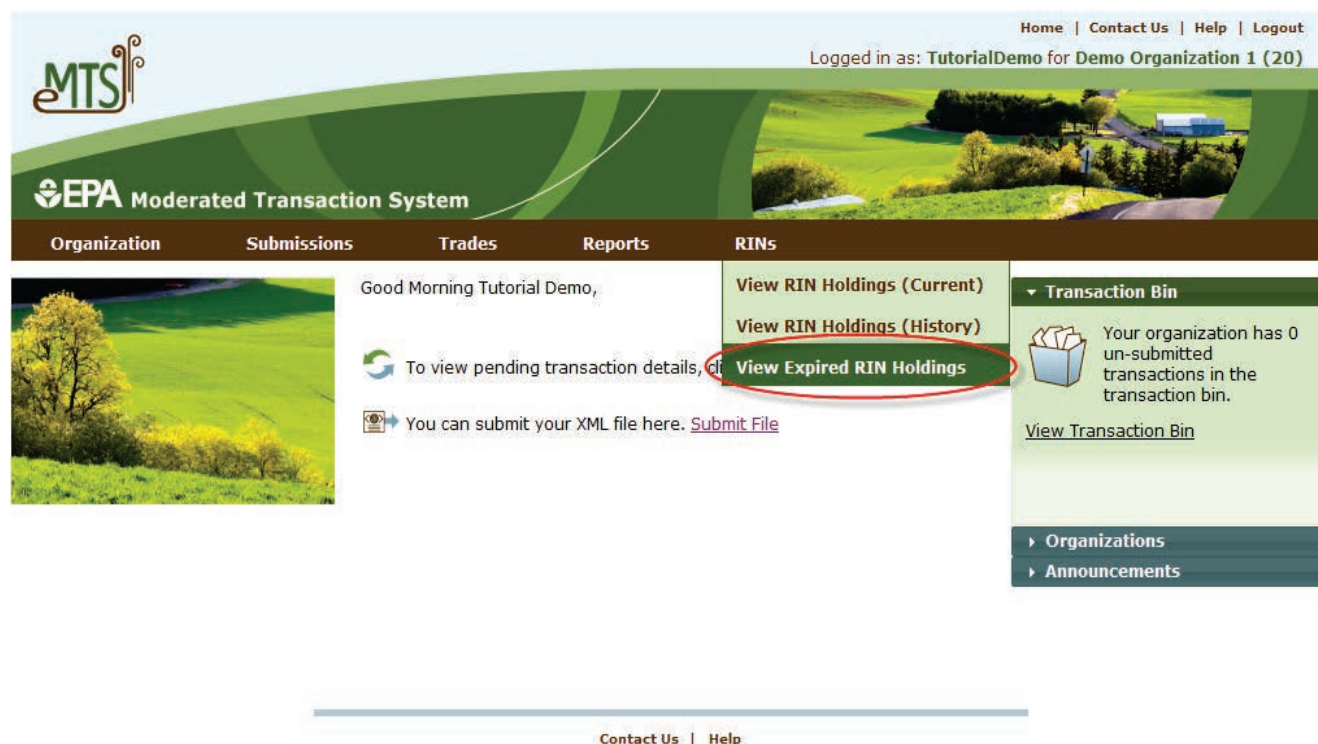 Home | Contact Us | Help | Logout
Logged in as: TutorialDemo for Demo Organization 1 (20)
eMTS
EPA Moderated Transaction System
Organization Submissions Trades Reports RINs
Good Morning Tutorial Demo,
To view pending transaction details,
You can submit your XML file here. Submit File
View RIN Holdings (Current)
View RIN Holdings (History)
View Expired RIN Holdings
Transaction Bin
Your organization has 0
un-submitted
transactions in the
transaction bin.
View Transaction Bin
Organizations
Announcements
Contact Us | Help